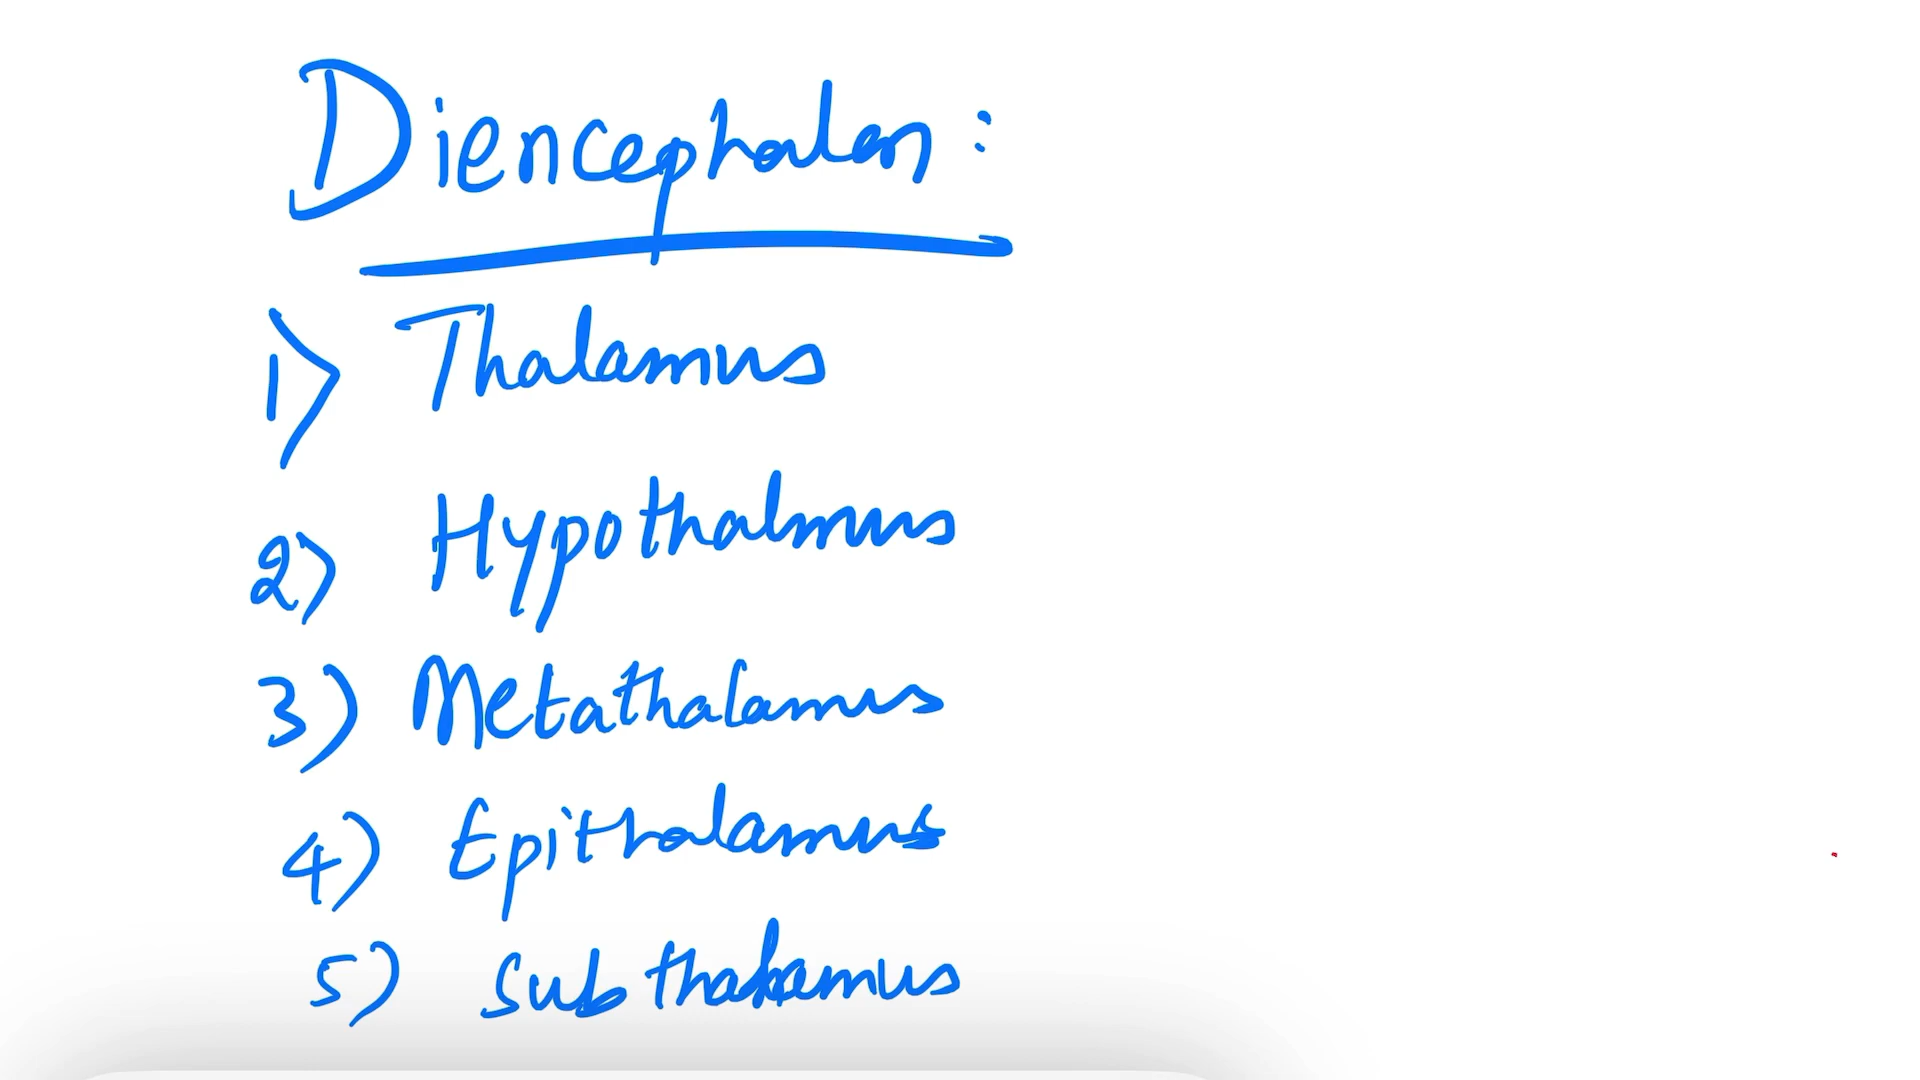 Diencephalon:
1) Thalamus
2) Hypothalmus
3) Metathalamus
4) Epithalamus
5) Subthalamus